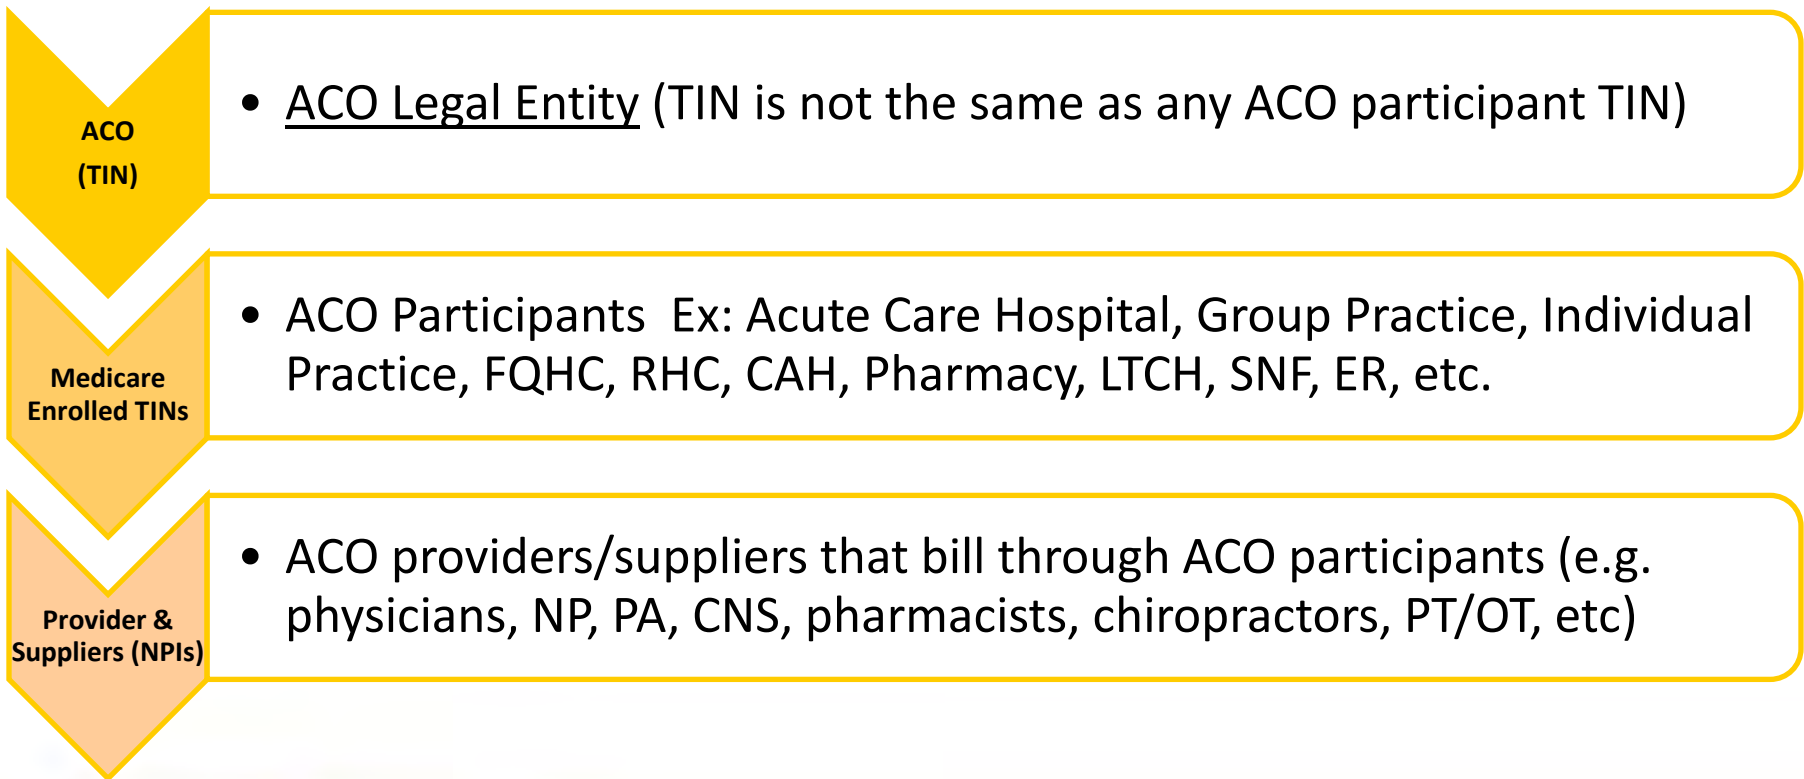 ACO
(TIN)
• ACO Legal Entity (TIN is not the same as any ACO participant TIN)
Medicare
Enrolled TINs
• ACO Participants  Ex: Acute Care Hospital, Group Practice, Individual
Practice, FQHC, RHC, CAH, Pharmacy, LTCH, SNF, ER, etc.
Provider &
Suppliers (NPIs)
• ACO providers/suppliers that bill through ACO participants (e.g.
physicians, NP, PA, CNS, pharmacists, chiropractors, PT/OT, etc)